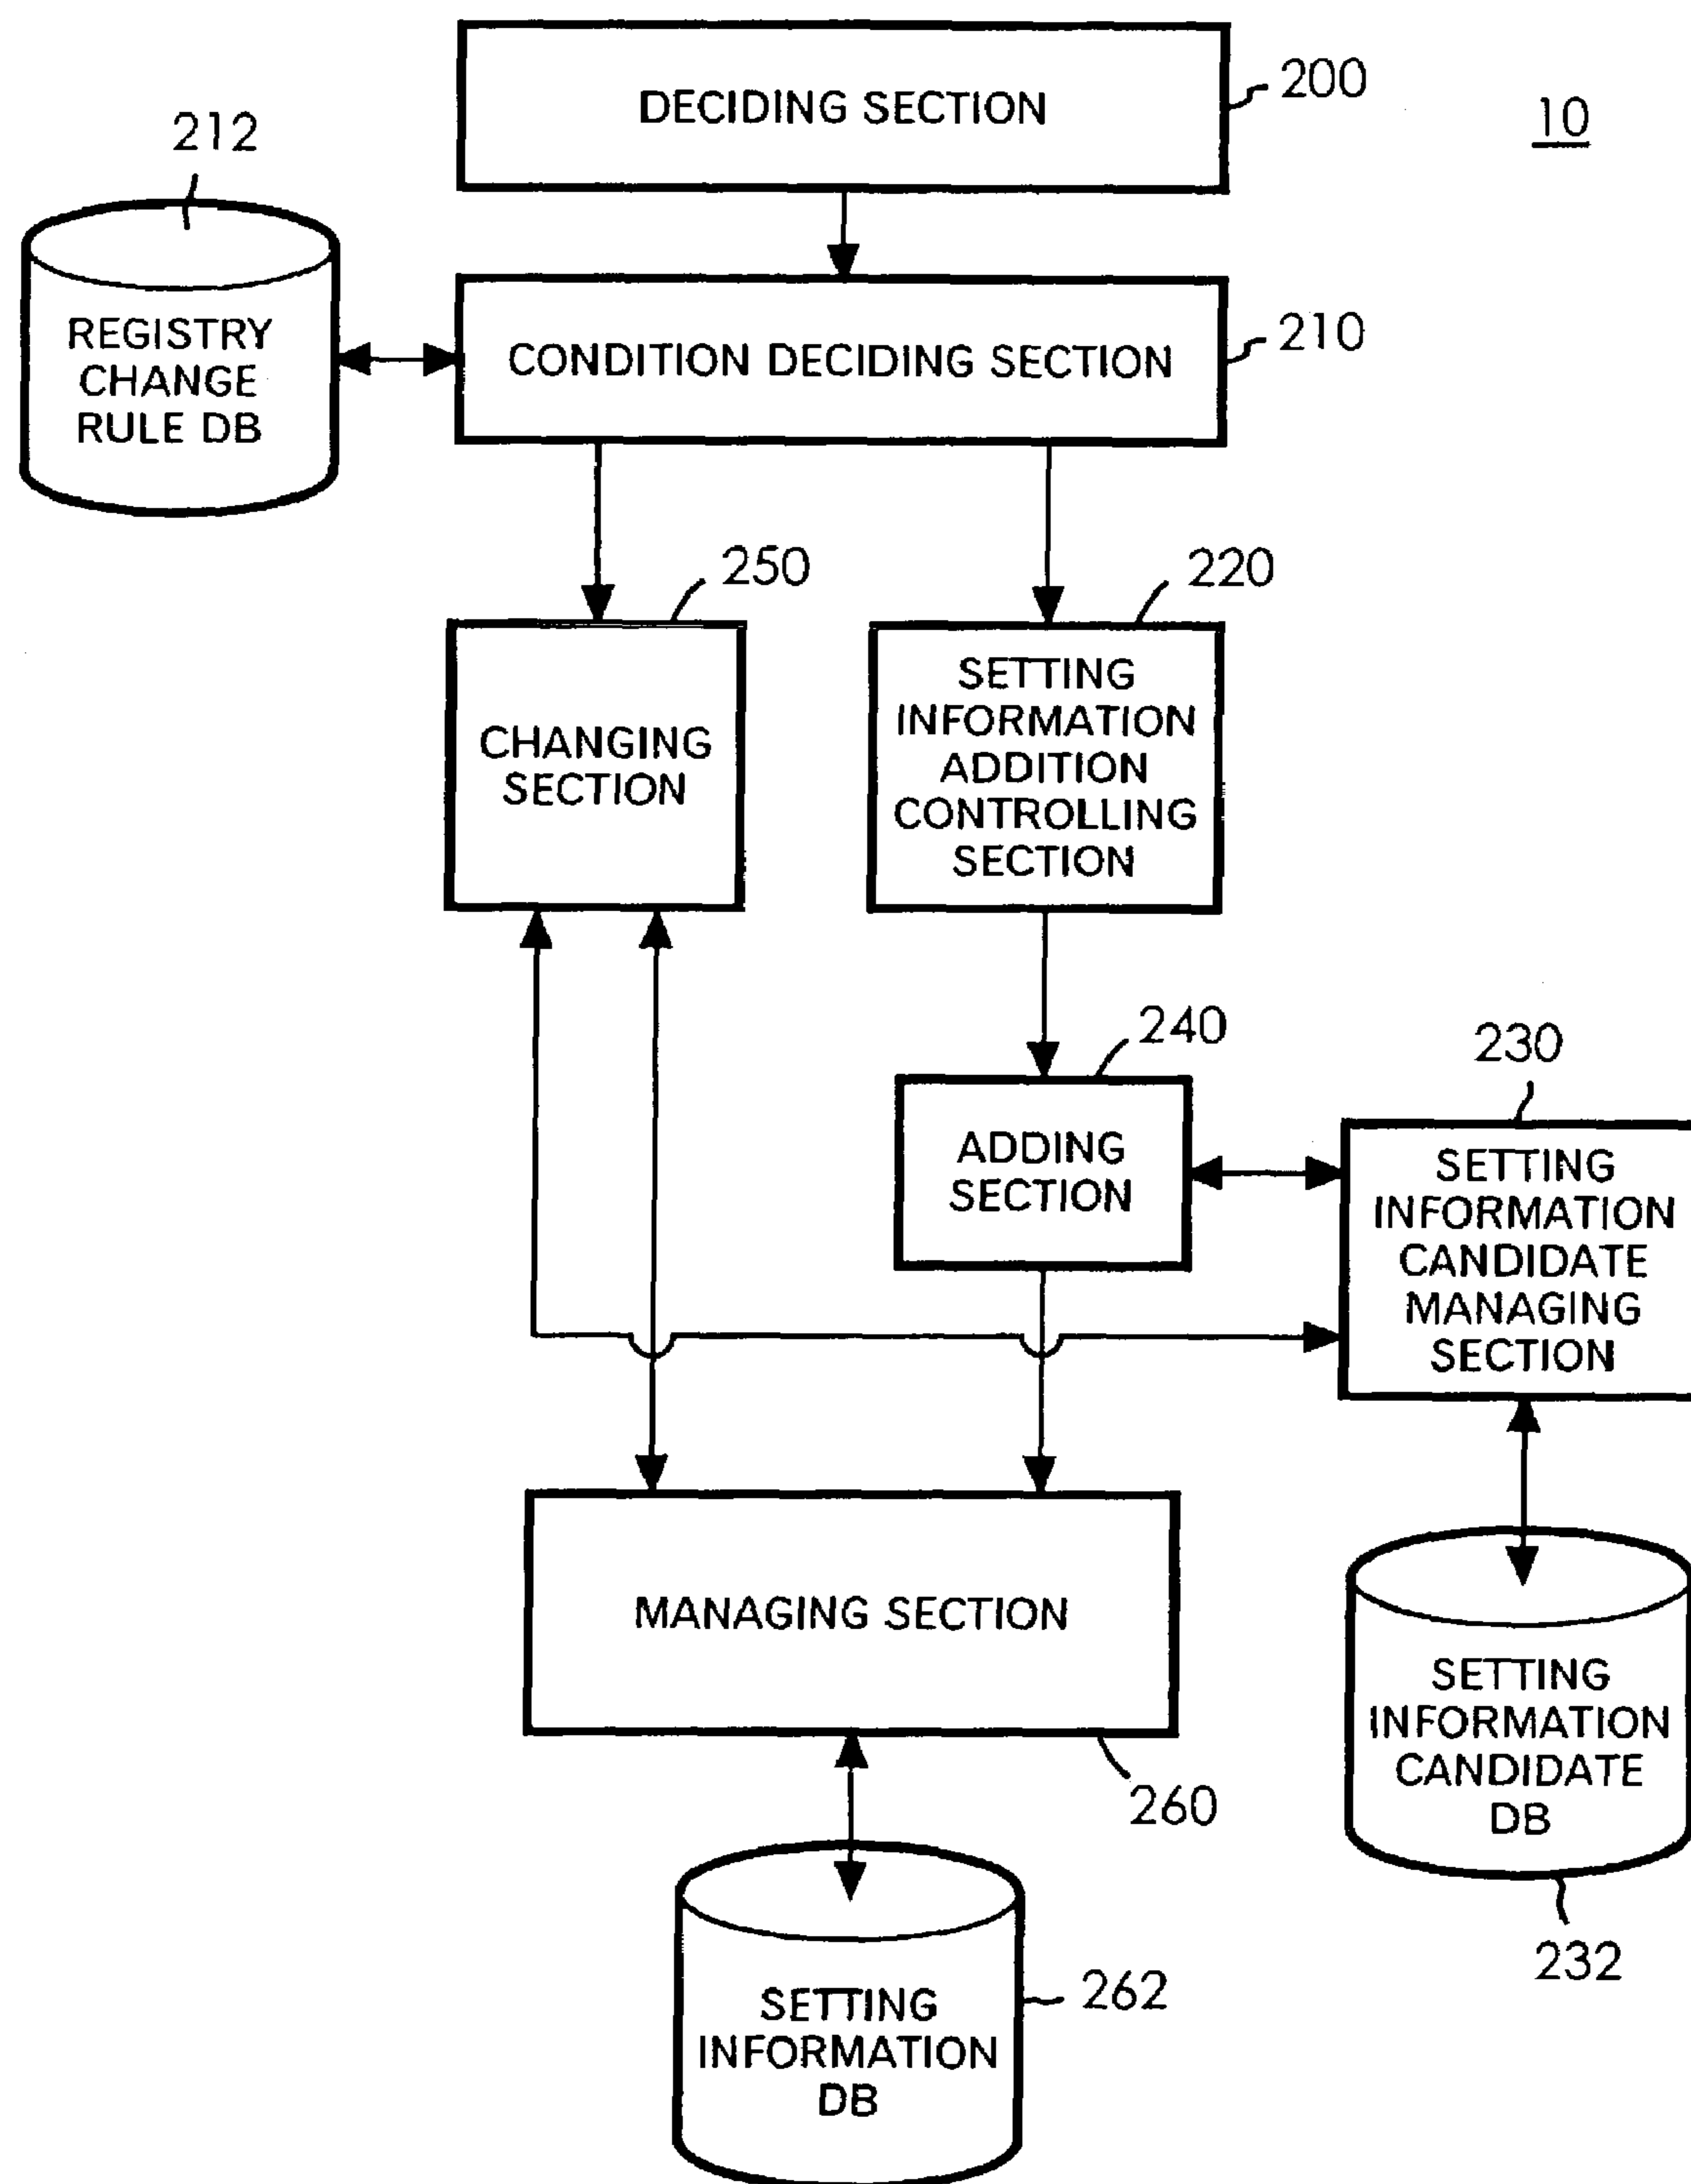 DECIDING SECTION
200
10
212
REGISTRY
CHANGE
RULE DB
CONDITION DECIDING SECTION
210
250
CHANGING
SECTION
220
SETTING
INFORMATION
ADDITION
CONTROLLING
SECTION
240
ADDING
SECTION
230
SETTING
INFORMATION
CANDIDATE
MANAGING
SECTION
MANAGING SECTION
260
SETTING
INFORMATION
CANDIDATE
DB
232
SETTING
INFORMATION
DB
262